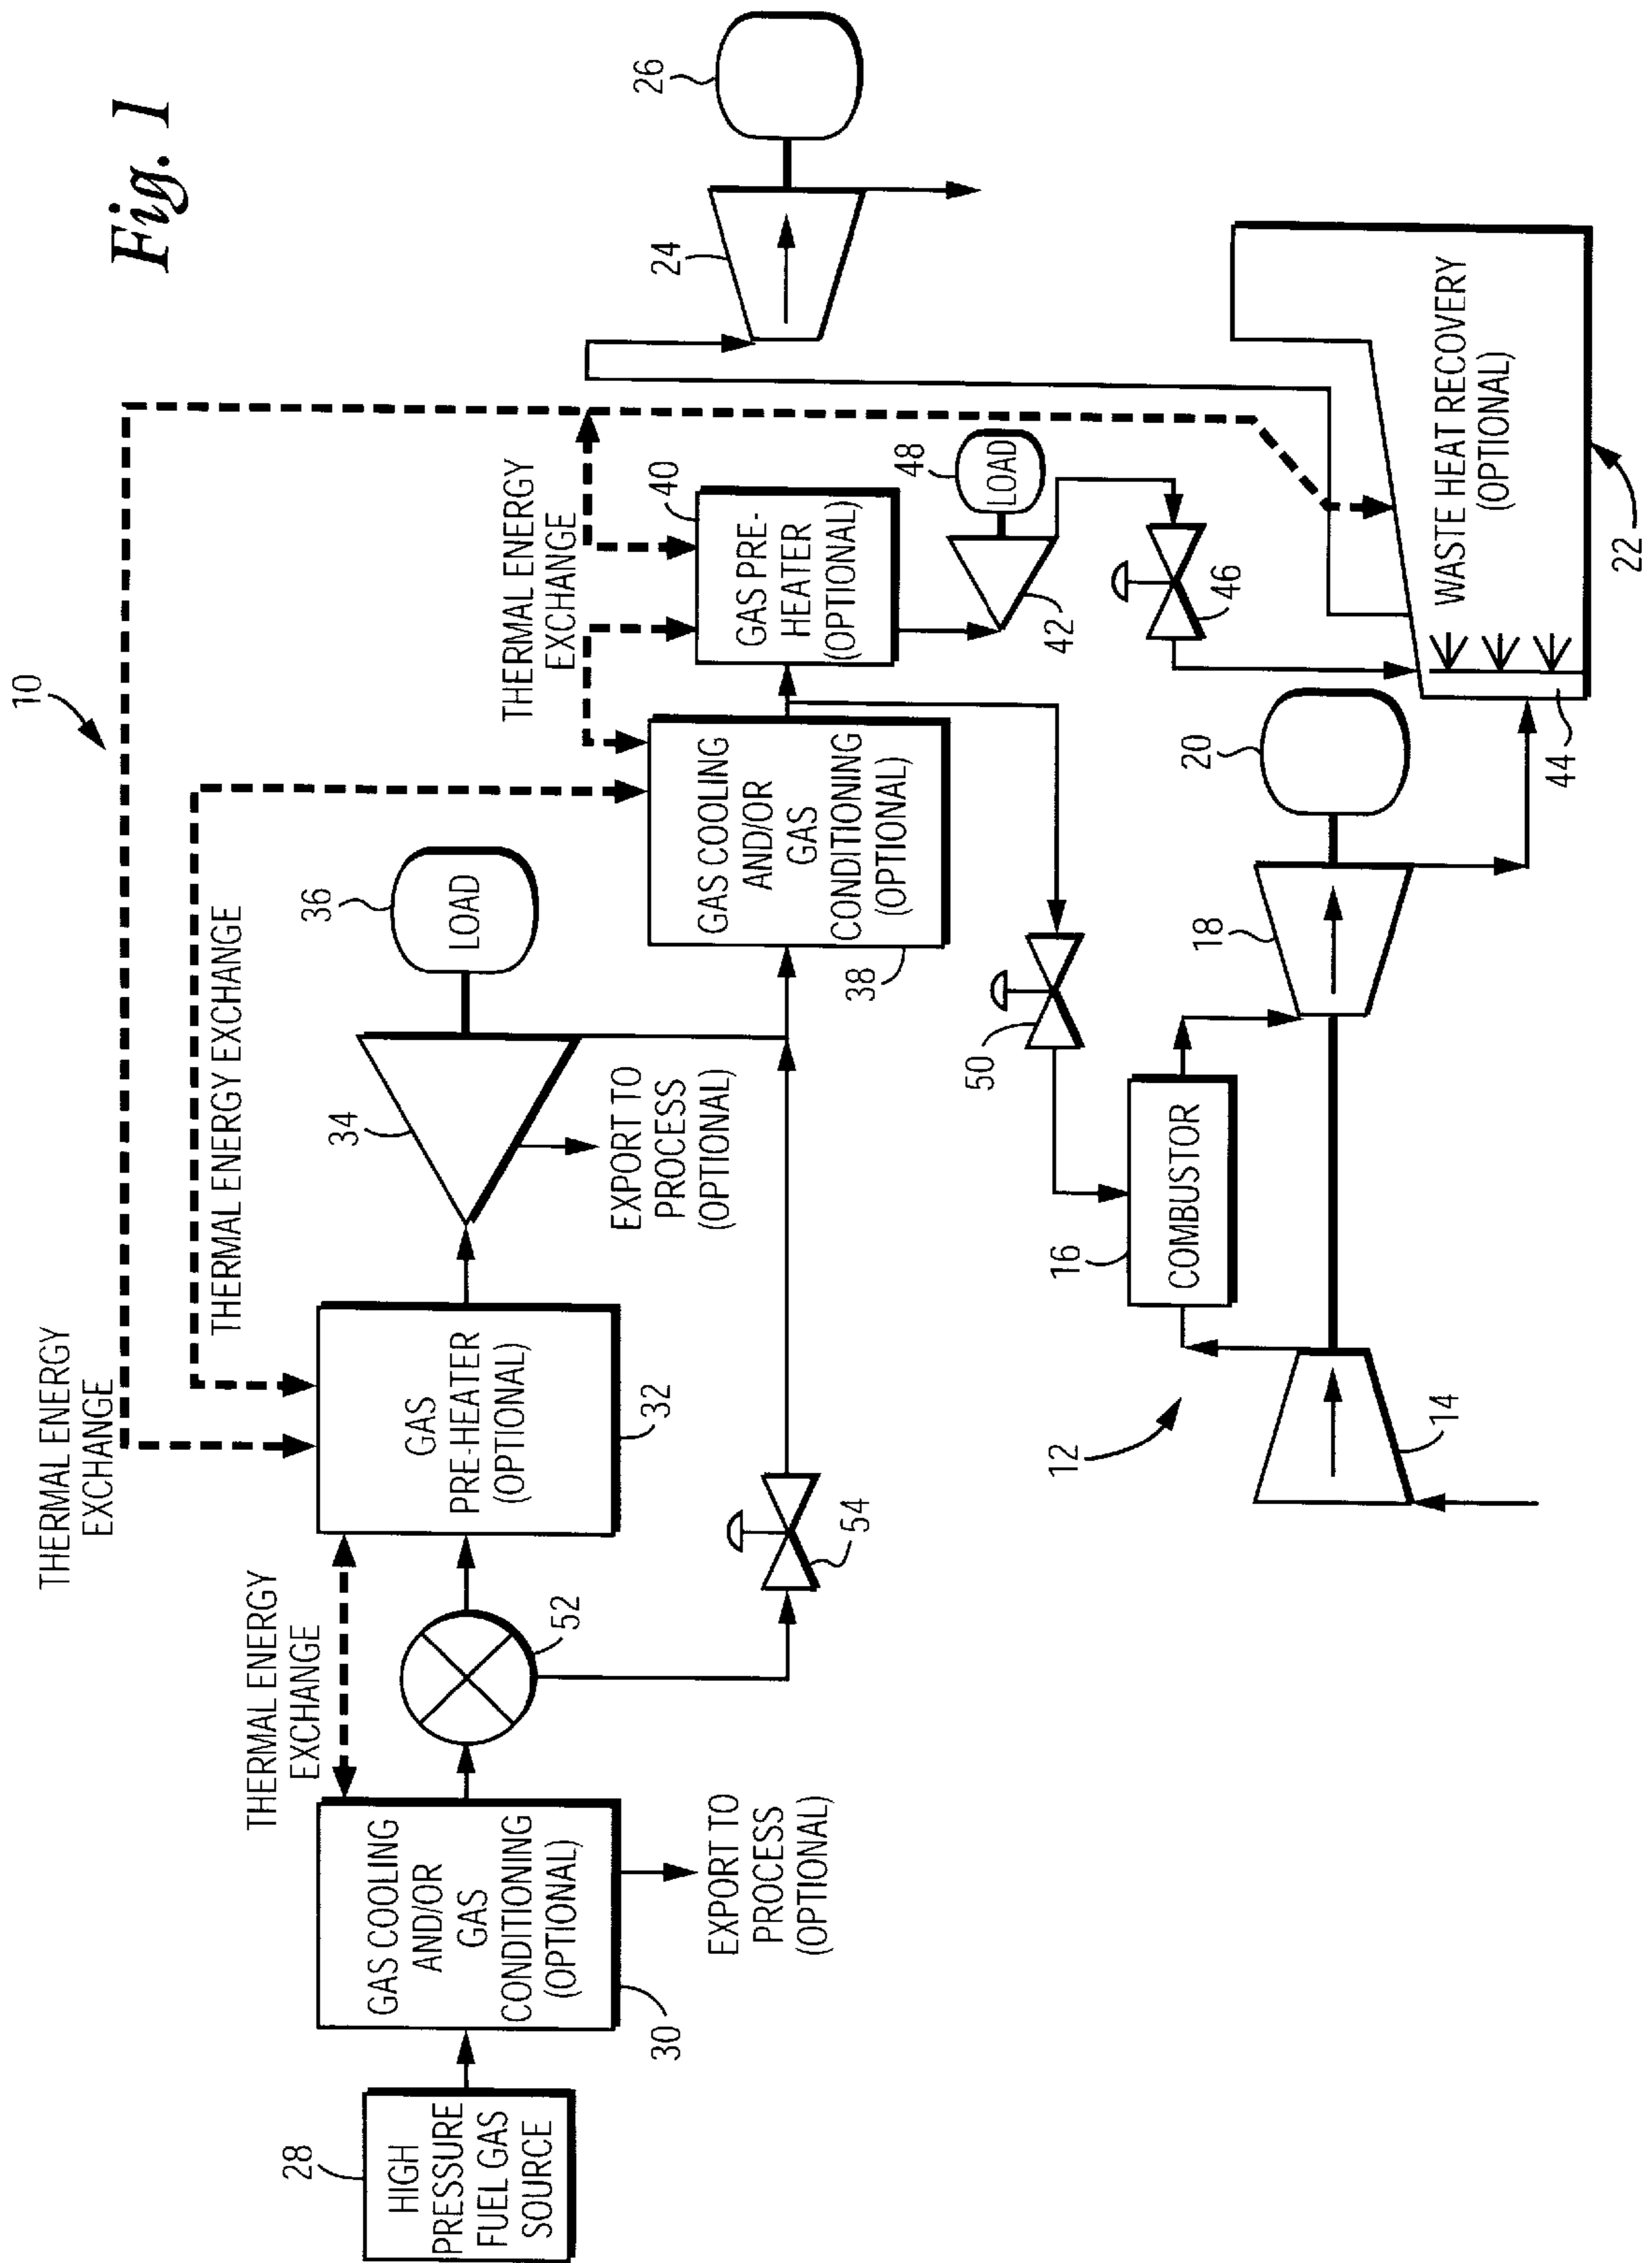 Fig. 1
10
THERMAL ENERGY
EXCHANGE
THERMAL ENERGY EXCHANGE
THERMAL ENERGY
EXCHANGE
THERMAL ENERGY
EXCHANGE
28
HIGH
PRESSURE
FUEL GAS
SOURCE
GAS COOLING
AND/OR
GAS
CONDITIONING
(OPTIONAL)
30
EXPORT TO
PROCESS
(OPTIONAL)
52
GAS
PRE-HEATER
(OPTIONAL)
32
54
34
36
LOAD
EXPORT TO
PROCESS
(OPTIONAL)
GAS COOLING
AND/OR
GAS
CONDITIONING
(OPTIONAL)
38
40
GAS PRE-
HEATER
(OPTIONAL)
42
48
LOAD
46
50
24
26
12
14
16
COMBUSTOR
18
20
44
WASTE HEAT RECOVERY
(OPTIONAL)
22